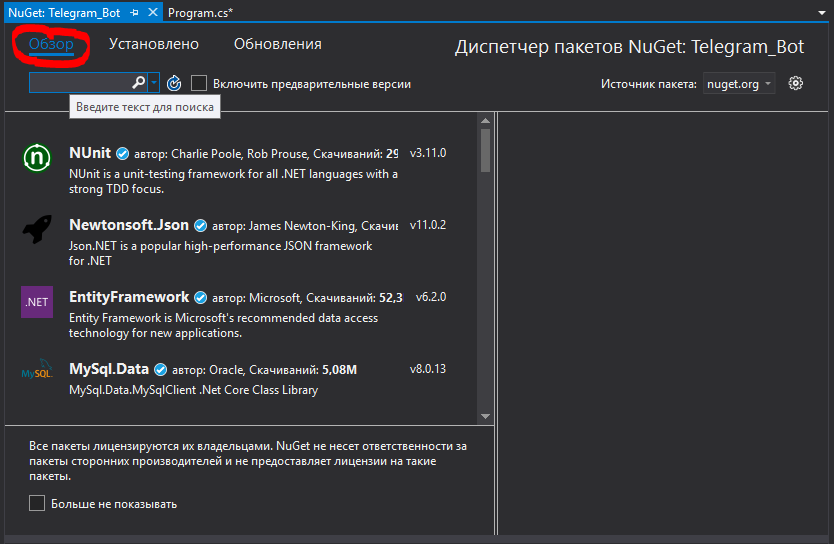 NuGet: Telegram_Bot
Program.cs*
Обзор
Установлено
Обновления
Диспетчер пакетов NuGet: Telegram_Bot
Включить предварительные версии
Источник пакета:
nuget.org
Введите текст для поиска
n
NUnit автор: Charlie Poole, Rob Prouse, Скачиваний: 29 v3.11.0
NUnit is a unit-testing framework for all .NET languages with a
strong TDD focus.
Newtonsoft.Json автор: James Newton-King, Скачи v11.0.2
Json.NET is a popular high-performance JSON framework
for .NET
.NET
EntityFramework автор: Microsoft, Скачиваний: 52,3 v6.2.0
Entity Framework is Microsoft's recommended data access
technology for new applications.
MySQL
MySql.Data автор: Oracle, Скачиваний: 5,08M v8.0.13
MySql.Data.MySqlClient .Net Core Class Library
Все пакеты лицензируются их владельцами. NuGet не несет ответственности за
пакеты сторонних производителей и не предоставляет лицензии на такие
пакеты.
Больше не показывать